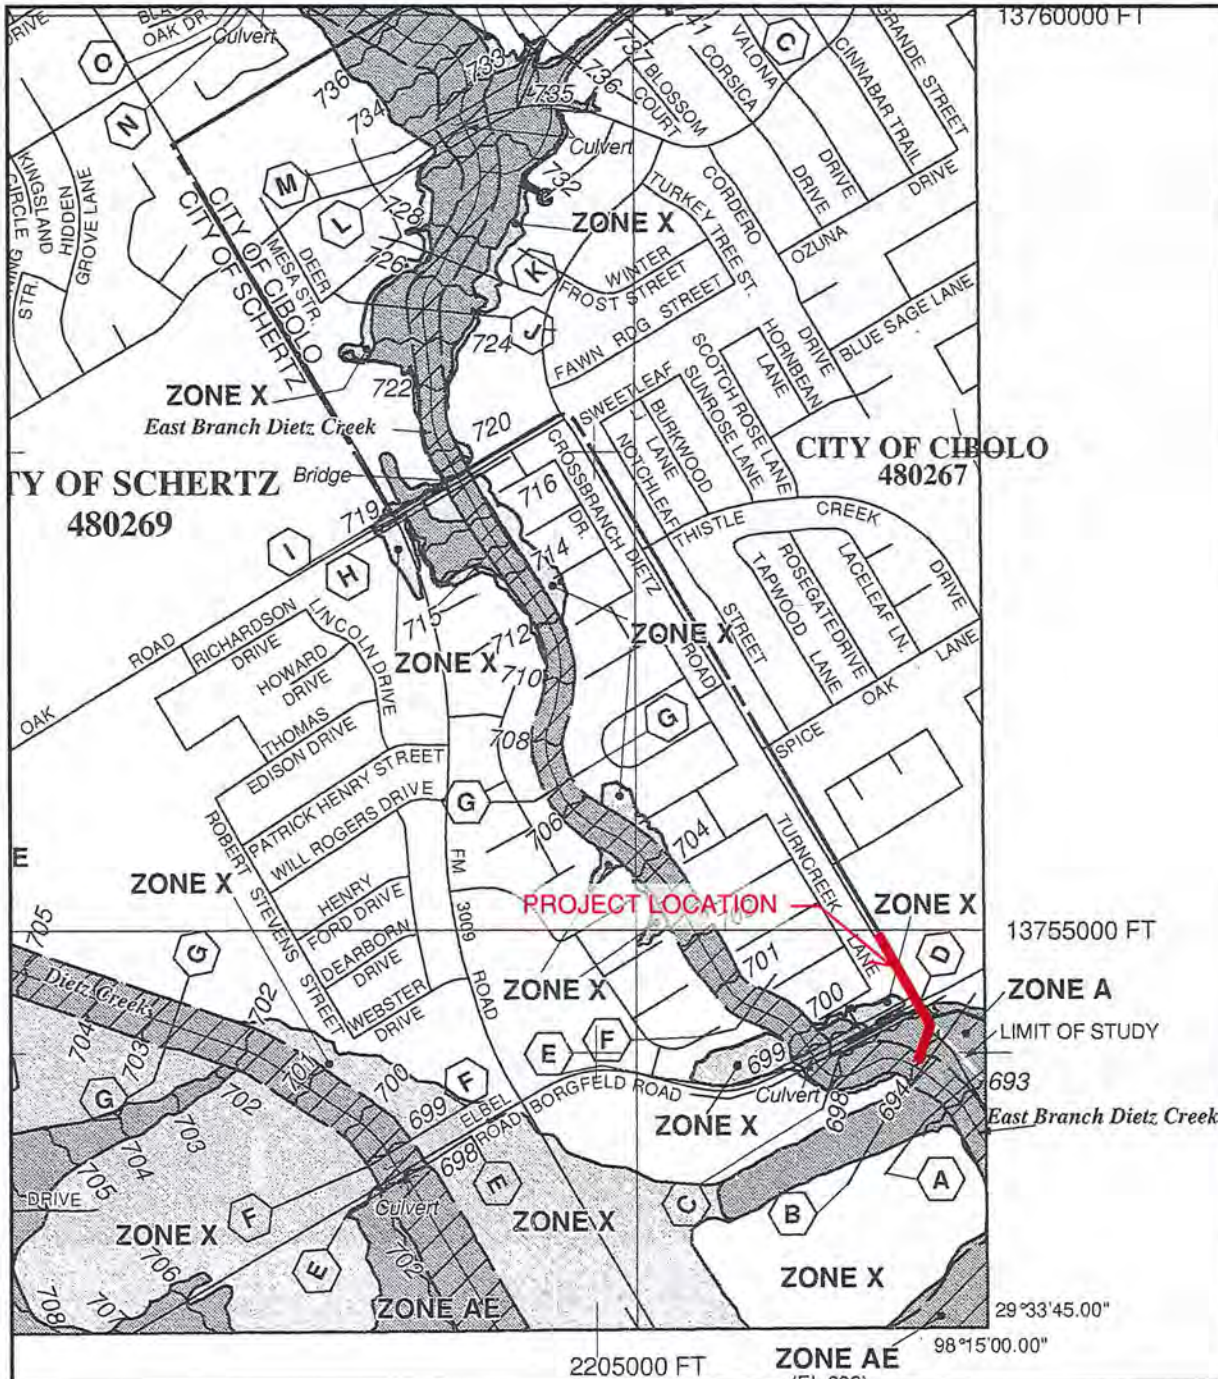 13760000 FT
DRIVE
OAK DR.
Culvert
O
N
736
734
733
735
736
737
41
BLOSSOM COURT
VALONA DRIVE
CORSICA DRIVE
C
CINNABAR TRAIL
GRANDE STREET
DRIVE
KINGSLAND
CIRCLE
HIDDEN
GROVE LANE
STR.
CITY OF CIBOLO
CITY OF SCHERTZ
M
L
MESA STR.
DEER
728
726
Culvert
732
ZONE X
TURKEY TREE ST.
CORDERO
OZUNA
K
WINTER
FROST STREET
J
724
FAWN RDG STREET
DRIVE
BLUE SAGE LANE
HORNBEAN LANE
SCOTCH ROSE LANE
SUNROSE LANE
SWEETLEAF
BURKWOOD LANE
NOTCHLEAF
722
ZONE X
East Branch Dietz Creek
720
CITY OF CIBOLO
480267
TY OF SCHERTZ
480269
Bridge
719
CROSSBRANCH
DR.
DIETZ
ROAD
716
714
THISTLE CREEK DRIVE
I
H
715
ZONE X
712
710
708
ZONE X
STREET
TAPWOOD LANE
ROSEGATE DRIVE
LACELEAF LN.
SPICE OAK LANE
OAK ROAD
RICHARDSON DRIVE
LINCOLN DRIVE
HOWARD DRIVE
THOMAS
EDISON DRIVE
PATRICK HENRY STREET
WILL ROGERS DRIVE
G
G
706
704
ROBERT STEVENS STREET
HENRY FORD DRIVE
DEARBORN DRIVE
WEBSTER DRIVE
FM 3009 ROAD
E
ZONE X
TURNCREEK LANE
PROJECT LOCATION
ZONE X
13755000 FT
705
G
Dietz Creek
702
701
700
ZONE X
D
ZONE A
LIMIT OF STUDY
704
703
702
701
700
E
F
699
Culvert
698
694
693
East Branch Dietz Creek
G
703
704
705
F
699
ELBEL ROAD
698
BORGFELD ROAD
ZONE X
A
DRIVE
F
E
E
Culvert
C
B
ZONE X
ZONE X
706
707
708
702
ZONE AE
ZONE X
29°33'45.00"
98°15'00.00"
2205000 FT
ZONE AE